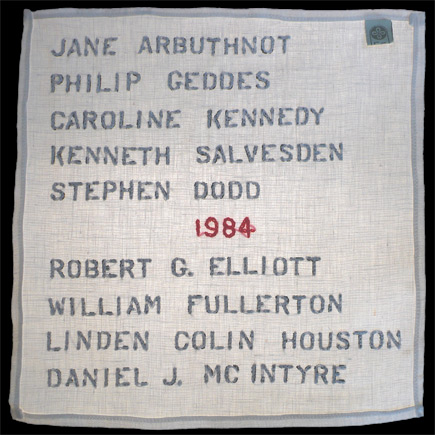 JANE ARBUTHNOT
PHILIP GEDDES
CAROLINE KENNEDY
KENNETH SALVESDEN
STEPHEN DODD
1984
ROBERT G. ELLIOTT
WILLIAM FULLERTON
LINDEN COLIN HOUSTON
DANIEL J. MC INTYRE